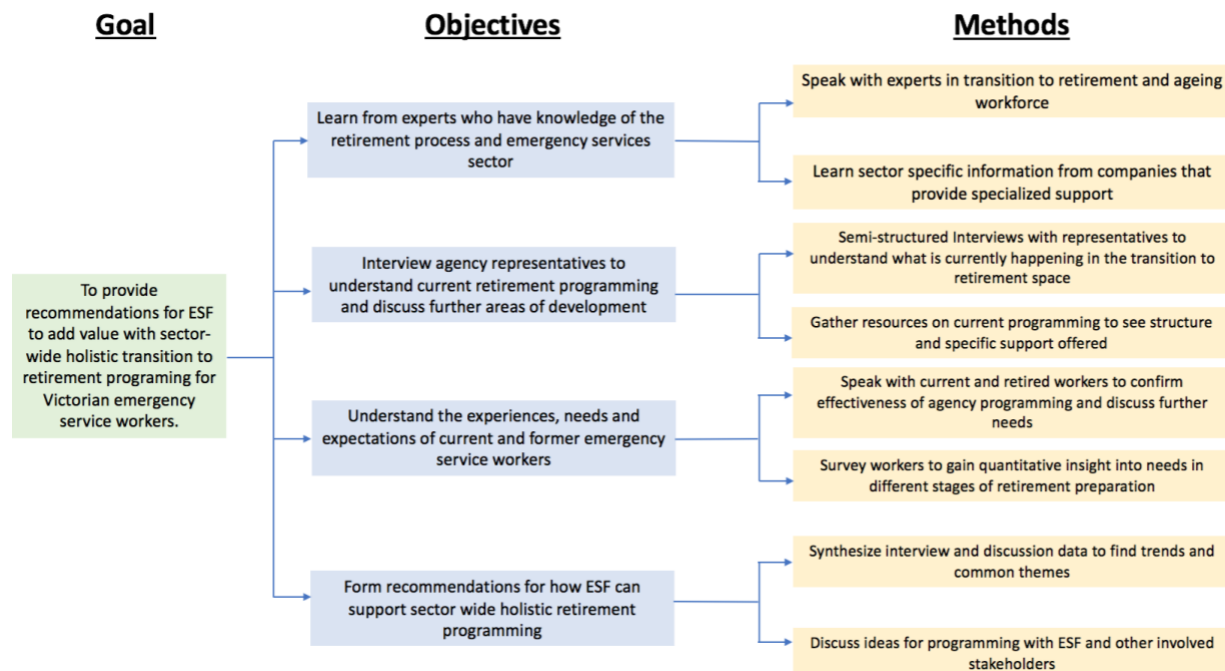 Goal
Objectives
Methods
To provide
recommendations for ESF
to add value with sector-
wide holistic transition to
retirement programing for
Victorian emergency
service workers.
Learn from experts who have knowledge of the
retirement process and emergency services
sector
Speak with experts in transition to retirement and ageing
workforce
Learn sector specific information from companies that
provide specialized support
Interview agency representatives to
understand current retirement programming
and discuss further areas of development
Semi-structured Interviews with representatives to
understand what is currently happening in the transition to
retirement space
Gather resources on current programming to see structure
and specific support offered
Understand the experiences, needs and
expectations of current and former emergency
service workers
Speak with current and retired workers to confirm
effectiveness of agency programming and discuss further
needs
Survey workers to gain quantitative insight into needs in
different stages of retirement preparation
Form recommendations for how ESF can
support sector wide holistic retirement
programming
Synthesize interview and discussion data to find trends and
common themes
Discuss ideas for programming with ESF and other involved
stakeholders